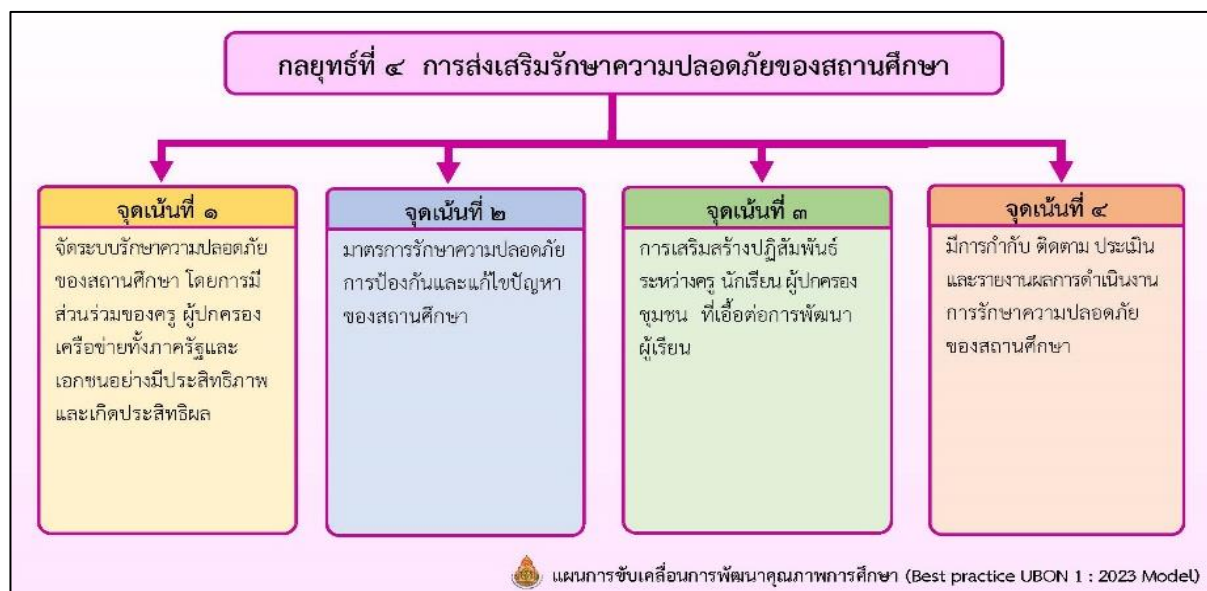 กลยุทธ์ที่ ๔ การส่งเสริมรักษาความปลอดภัยของสถานศึกษา
จุดเน้นที่ ๑
จัดระบบรักษาความปลอดภัย
ของสถานศึกษา โดยการมี
ส่วนร่วมของครู ผู้ปกครอง
เครือข่ายทั้งภาครัฐและ
เอกชนอย่างมีประสิทธิภาพ
และเกิดประสิทธิผล
จุดเน้นที่ ๒
มาตรการรักษาความปลอดภัย
การป้องกันและแก้ไขปัญหา
ของสถานศึกษา
จุดเน้นที่ ๓
การเสริมสร้างปฏิสัมพันธ์
ระหว่างครู นักเรียน ผู้ปกครอง
ชุมชน ที่เอื้อต่อการพัฒนา
ผู้เรียน
จุดเน้นที่ ๔
มีการกำกับ ติดตาม ประเมิน
และรายงานผลการดำเนินงาน
การรักษาความปลอดภัย
ของสถานศึกษา
แผนการขับเคลื่อนการพัฒนาคุณภาพการศึกษา (Best practice UBON 1 : 2023 Model)